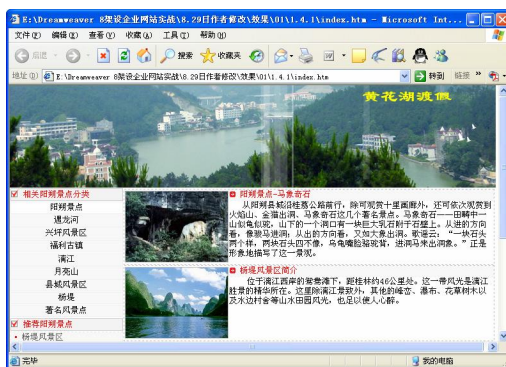 E:\Dreamweaver 8架设企业网站实战\8.29日作者修改\效果\01\1.4.1\index.htm - Microsoft Int...
文件(F) 编辑(E) 查看(V) 收藏(A) 工具(T) 帮助(H)
后退 搜索 收藏夹
地址(D) E:\Dreamweaver 8架设企业网站实战\8.29日作者修改\效果\01\1.4.1\index.htm 转到 链接 »
黄花湖渡假
相关阳朔景点分类
阳朔景点
遇龙河
兴坪风景区
福利古镇
漓江
月亮山
县城风景区
杨堤
著名风景点
推荐阳朔景点
杨堤风景区
阳朔景点-马象奇石
从阳朔县城沿桂荔公路前行，除可观赏十里画廊外，还可依次观赏到
火焰山、金猫出洞、马象奇石这几个著名景点。马象奇石——田畴中一
山似龟似驼，山下的一个洞口有一块巨大乳石附于石壁上。从进的方向
看，像骏马进洞；从出的方向看，又如大象出洞。歌谣云：“一块石头
两个样，两块石头四不像，乌龟嘴脸骆驼背，进洞马来出洞象。”正是
形象地描写了这一景观。
杨堤风景区简介
位于漓江西岸的鸳鸯滩下，距桂林约46公里处。这一带风光是漓江
胜景的精华所在。这里除漓江景致外，其他的峰峦、瀑布、花草树木以
及水边村舍等山水田园风光，也足以使人心醉。
完毕 我的电脑